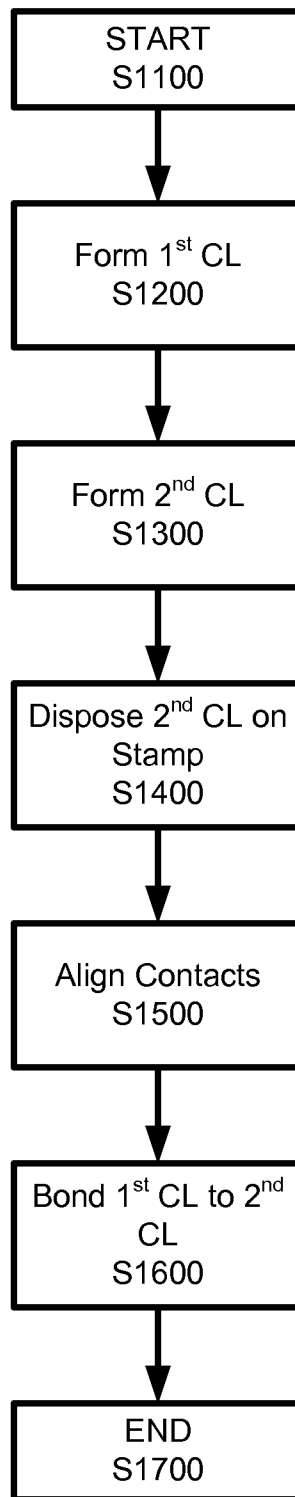 START
S1100
Form 1st CL
S1200
Form 2nd CL
S1300
Dispose 2nd CL on
Stamp
S1400
Align Contacts
S1500
Bond 1st CL to 2nd
CL
S1600
END
S1700